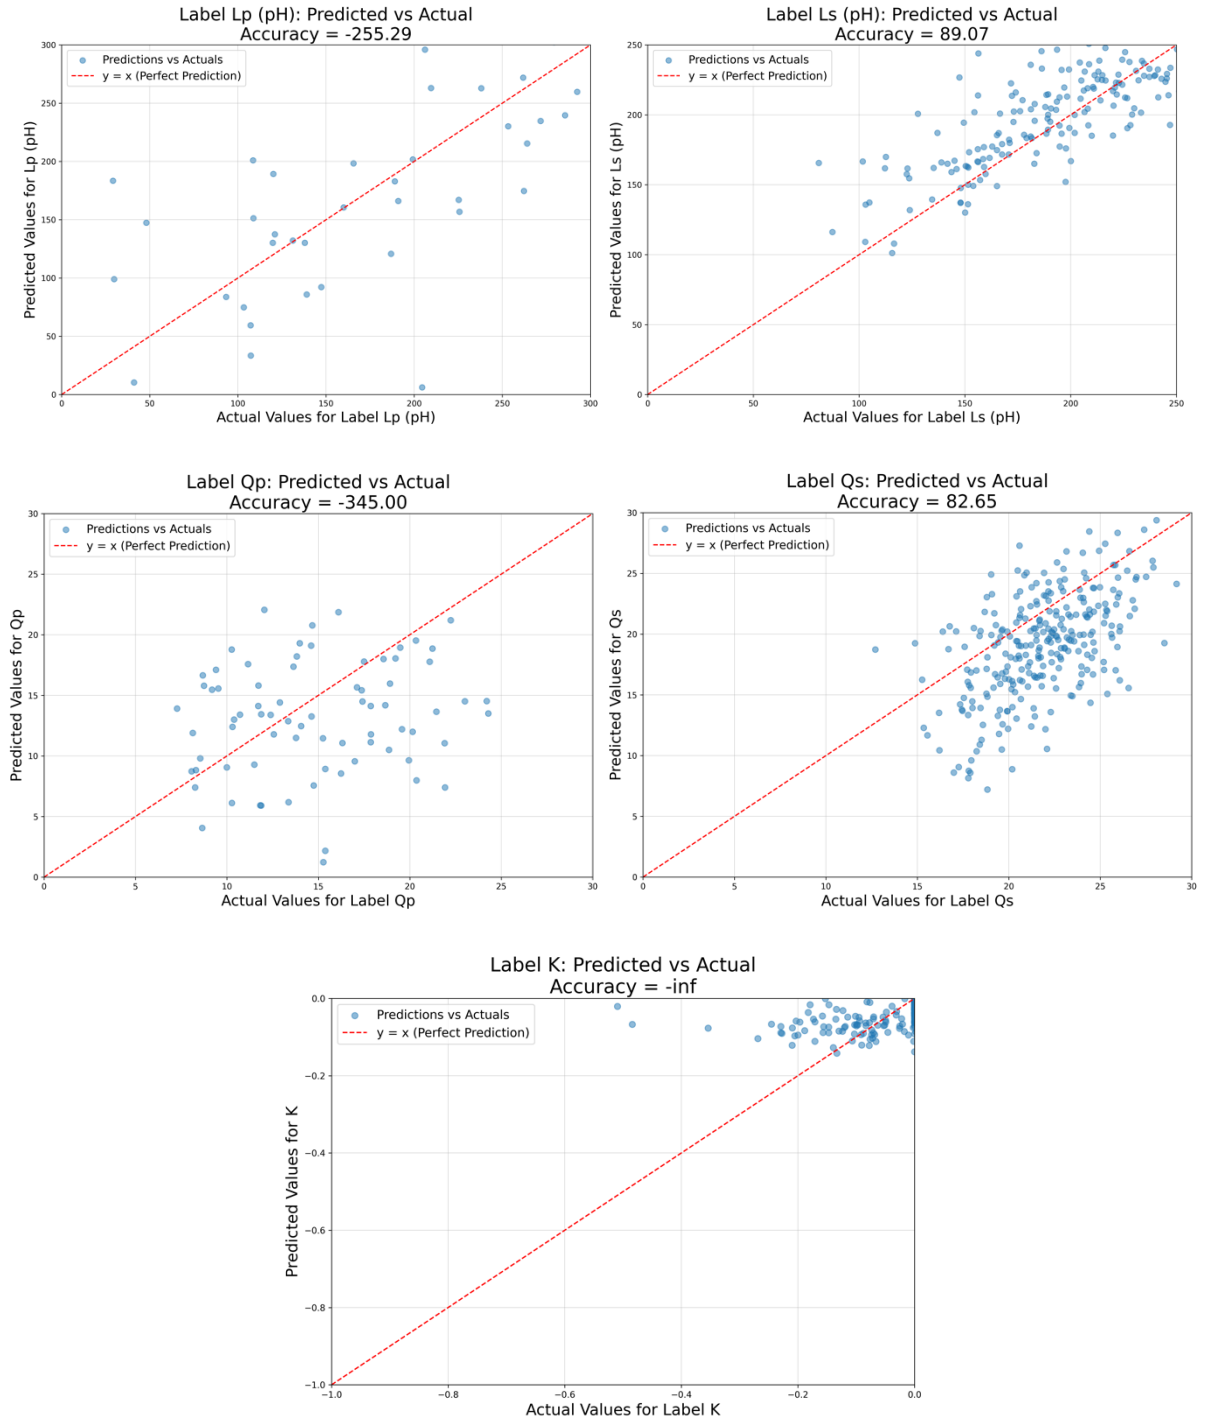 Label Lp (pH): Predicted vs Actual
Accuracy = -255.29
Predictions vs Actuals
y = x (Perfect Prediction)
Predicted Values for Lp (pH)
300
250
200
150
100
50
0
0 50 100 150 200 250 300
Actual Values for Label Lp (pH)
Label Ls (pH): Predicted vs Actual
Accuracy = 89.07
Predictions vs Actuals
y = x (Perfect Prediction)
Predicted Values for Ls (pH)
250
200
150
100
50
0
0 50 100 150 200 250
Actual Values for Label Ls (pH)
Label Qp: Predicted vs Actual
Accuracy = -345.00
Predictions vs Actuals
y = x (Perfect Prediction)
Predicted Values for Qp
30
25
20
15
10
5
0
0 5 10 15 20 25 30
Actual Values for Label Qp
Label Qs: Predicted vs Actual
Accuracy = 82.65
Predictions vs Actuals
y = x (Perfect Prediction)
Predicted Values for Qs
30
25
20
15
10
5
0
0 5 10 15 20 25 30
Actual Values for Label Qs
Label K: Predicted vs Actual
Accuracy = -inf
Predictions vs Actuals
y = x (Perfect Prediction)
Predicted Values for K
0.0
−0.2
−0.4
−0.6
−0.8
−1.0
−1.0 −0.8 −0.6 −0.4 −0.2 0.0
Actual Values for Label K